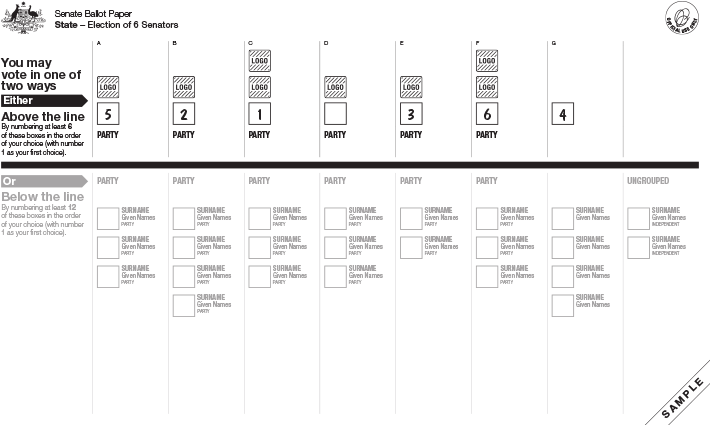 Senate Ballot Paper
State – Election of 6 Senators
You may
vote in one of
two ways
Either
Above the line
By numbering at least 6
of these boxes in the order
of your choice (with number
1 as your first choice).
A B C D E F G
LOGO LOGO
LOGO LOGO LOGO LOGO LOGO LOGO
5 2 1 3 6 4
PARTY PARTY PARTY PARTY PARTY PARTY
Or
Below the line
By numbering at least 12
of these boxes in the order
of your choice (with number
1 as your first choice).
PARTY PARTY PARTY PARTY PARTY PARTY UNGROUPED
SURNAME SURNAME SURNAME SURNAME SURNAME SURNAME SURNAME SURNAME
Given Names Given Names Given Names Given Names Given Names Given Names Given Names Given Names
PARTY PARTY PARTY PARTY PARTY PARTY INDEPENDENT
SURNAME SURNAME SURNAME SURNAME SURNAME SURNAME SURNAME SURNAME
Given Names Given Names Given Names Given Names Given Names Given Names Given Names Given Names
PARTY PARTY PARTY PARTY PARTY PARTY INDEPENDENT
SURNAME SURNAME SURNAME SURNAME SURNAME SURNAME
Given Names Given Names Given Names Given Names Given Names Given Names
PARTY PARTY PARTY PARTY PARTY
SURNAME SURNAME
Given Names Given Names
PARTY
SAMPLE